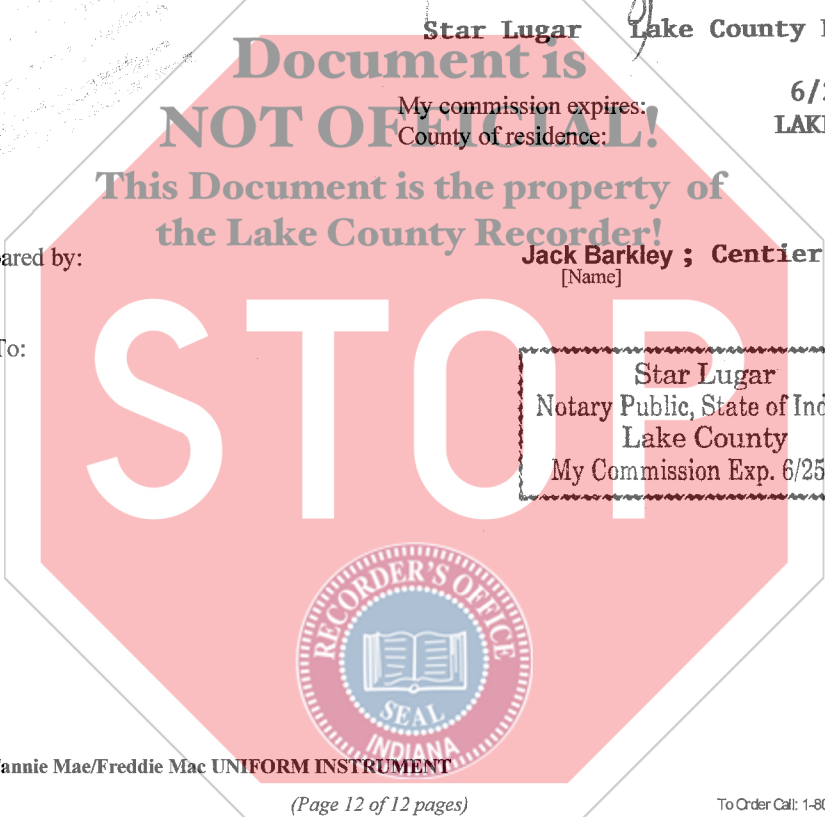 Star Lugar Lake County
Document is
6/
My commission expires:
NOT OFFICIAL!
LAKE
County of residence:
This Document is the property of
the Lake County Recorder!
ared by:
Jack Barkley ; Centier
[Name]
STOP
To:
Star Lugar
Notary Public, State of Ind
Lake County
My Commission Exp. 6/25
RECORDER'S OFFICE
SEAL
INDIANA
annie Mae/Freddie Mac UNIFORM INSTRUMENT
(Page 12 of 12 pages)
To Order Call: 1-80